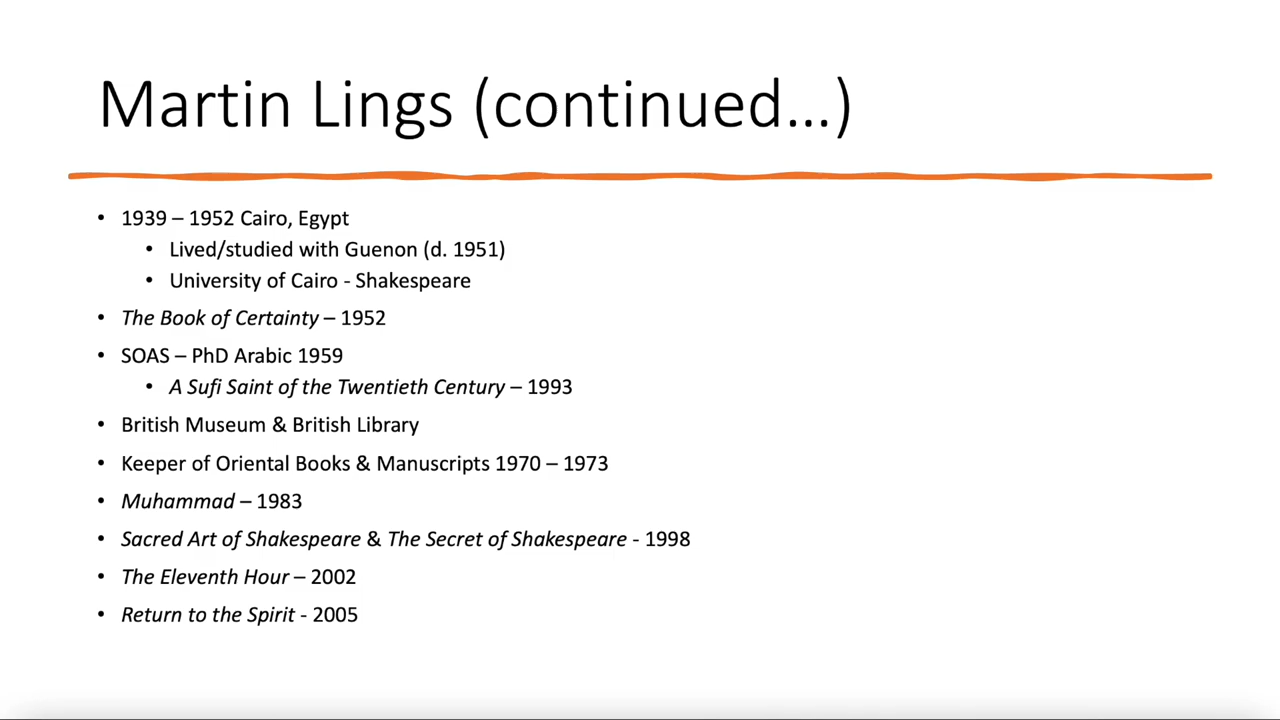 Martin Lings (continued…)
• 1939 – 1952 Cairo, Egypt
• Lived/studied with Guenon (d. 1951)
• University of Cairo - Shakespeare
• The Book of Certainty – 1952
• SOAS – PhD Arabic 1959
• A Sufi Saint of the Twentieth Century – 1993
• British Museum & British Library
• Keeper of Oriental Books & Manuscripts 1970 – 1973
• Muhammad – 1983
• Sacred Art of Shakespeare & The Secret of Shakespeare - 1998
• The Eleventh Hour – 2002
• Return to the Spirit - 2005